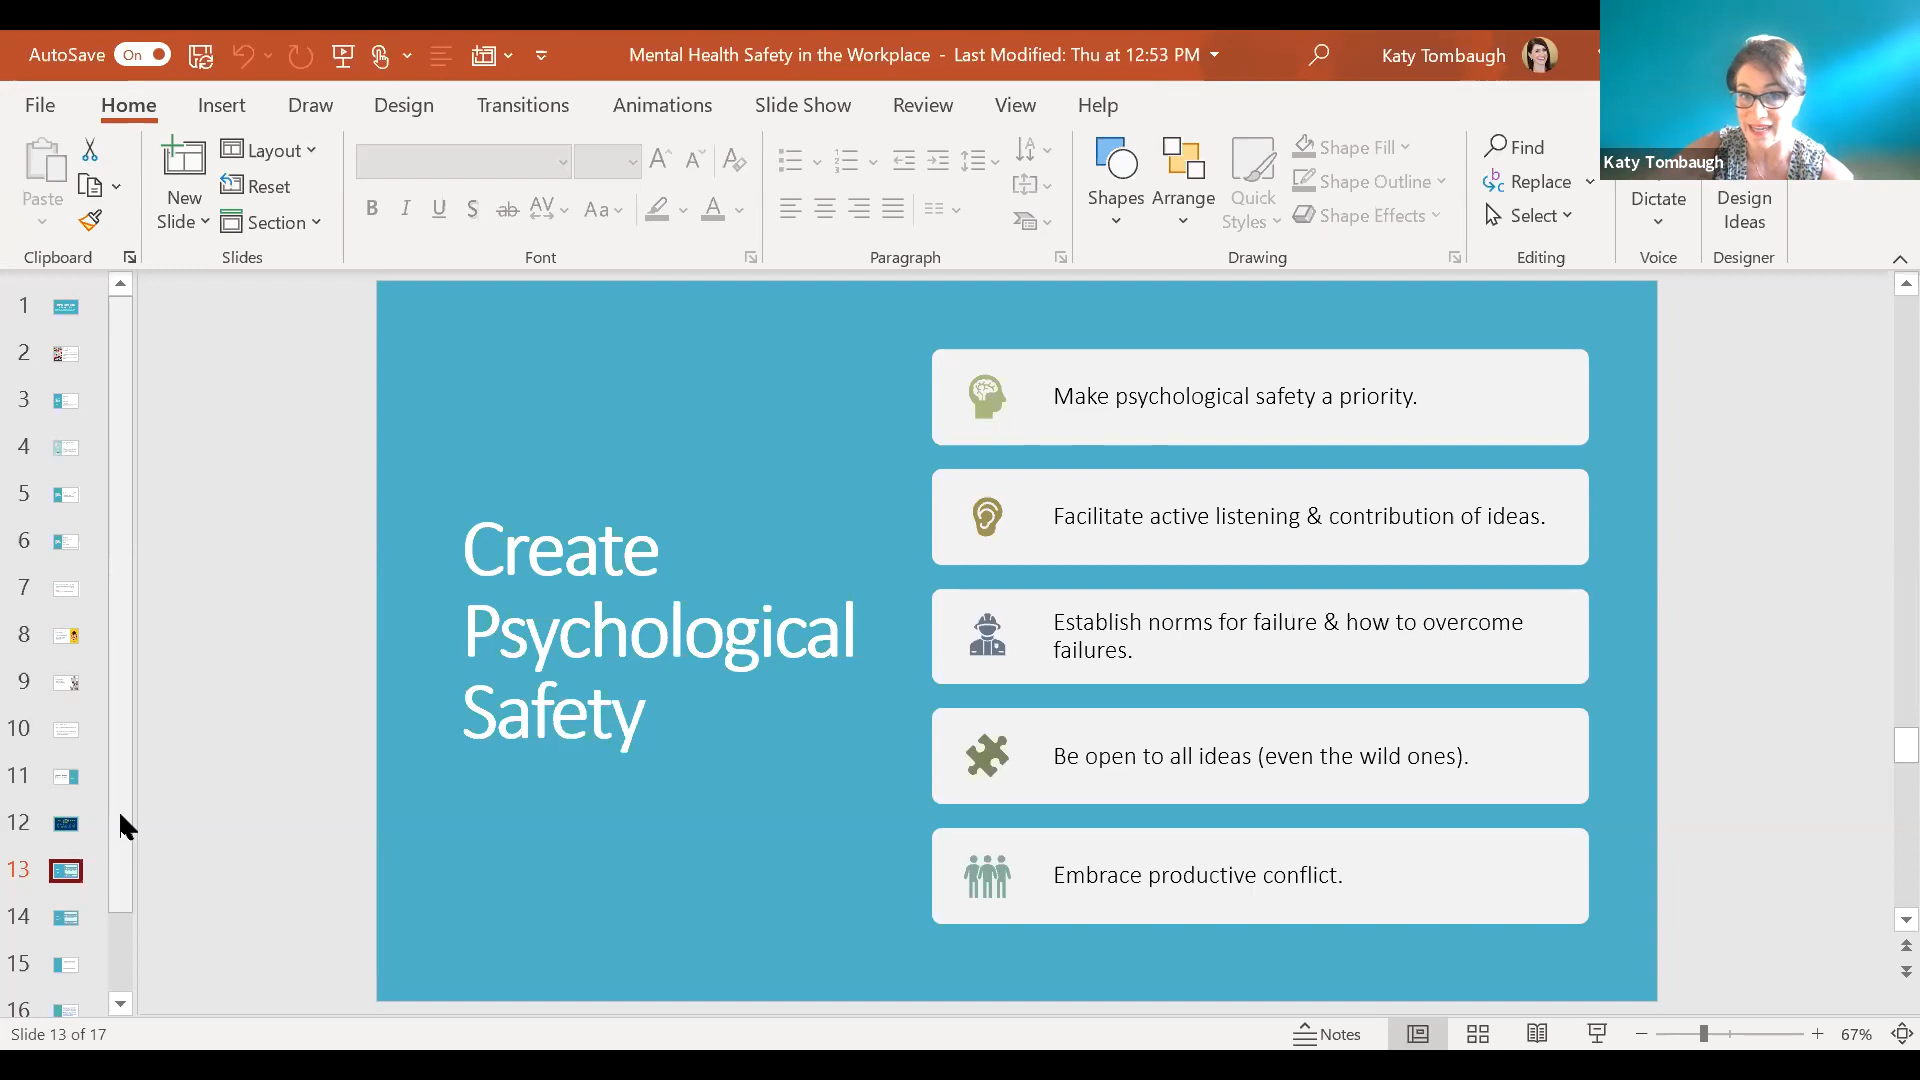 AutoSave On
Mental Health Safety in the Workplace - Last Modified: Thu at 12:53 PM
Katy Tombaugh
File Home Insert Draw Design Transitions Animations Slide Show Review View Help
Paste
Clipboard
New Slide
Layout
Reset
Section
Slides
B I U S ab AV Aa A
Font
Paragraph
Shapes
Arrange
Quick Styles
Shape Fill
Shape Outline
Shape Effects
Drawing
Find
Replace
Select
Editing
Dictate
Voice
Design Ideas
Designer
Katy Tombaugh
1
2
3
4
5
6
7
8
9
10
11
12
13
14
15
16
Create
Psychological
Safety
Make psychological safety a priority.
Facilitate active listening & contribution of ideas.
Establish norms for failure & how to overcome
failures.
Be open to all ideas (even the wild ones).
Embrace productive conflict.
Slide 13 of 17
Notes
67%